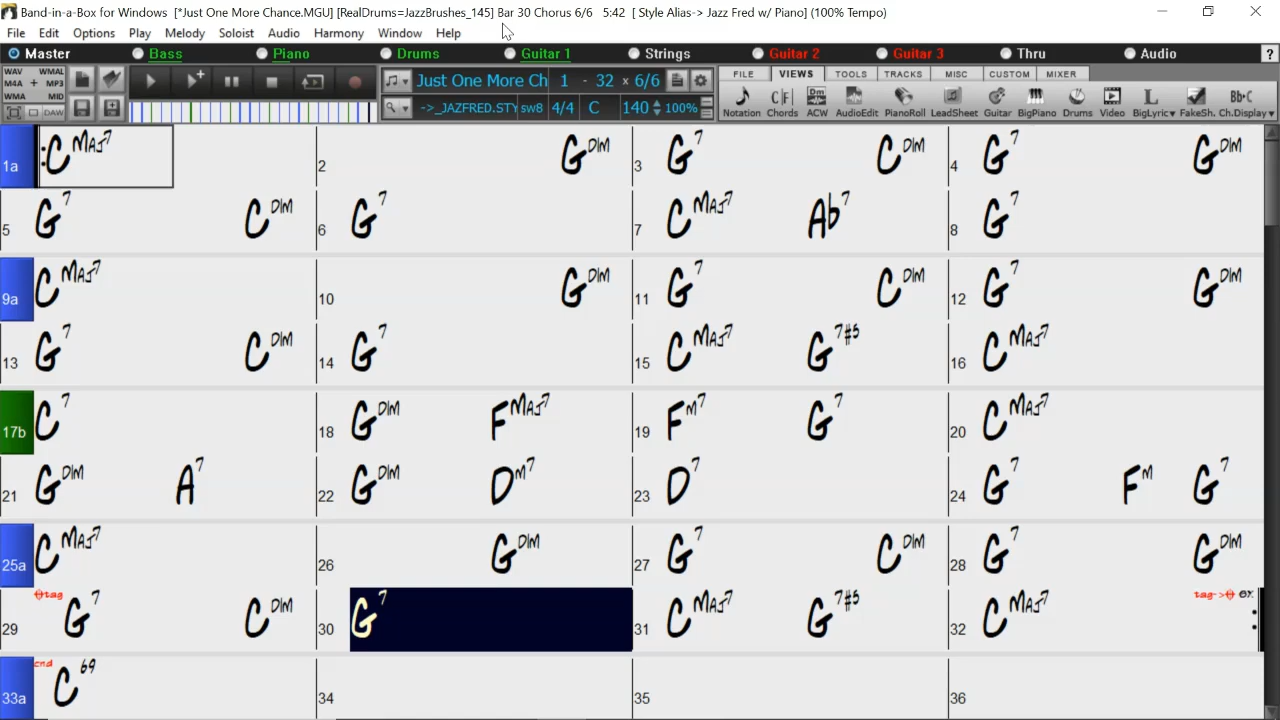 Band-in-a-Box for Windows [*Just One More Chance.MGU] [RealDrums=JazzBrushes_145] Bar 30 Chorus 6/6 5:42 [ Style Alias-> Jazz Fred w/ Piano] (100% Tempo)
File Edit Options Play Melody Soloist Audio Harmony Window Help
Master Bass Piano Drums Guitar 1 Strings Guitar 2 Guitar 3 Thru Audio ?
WAV WMAL
M4A + MP3
WMA MID
DAW
Just One More Ch 1 - 32 x 6/6
->_JAZFRED.STY sw8 4/4 C 140 100%
FILE VIEWS TOOLS TRACKS MISC CUSTOM MIXER
C F
Dm
Bb▸C
Notation Chords ACW AudioEdit PianoRoll LeadSheet Guitar BigPiano Drums Video BigLyric FakeSh. Ch.Display
1a CMAJ7 2 GDIM 3 G7 CDIM 4 G7 GDIM
5 G7 CDIM 6 G7 7 CMAJ7 Ab7 8 G7
9a CMAJ7 10 GDIM 11 G7 CDIM 12 G7 GDIM
13 G7 CDIM 14 G7 15 CMAJ7 G7#5 16 CMAJ7
17b C7 18 GDIM FMAJ7 19 FM7 G7 20 CMAJ7
21 GDIM A7 22 GDIM DM7 23 D7 24 G7 FM G7
25a CMAJ7 26 GDIM 27 G7 CDIM 28 G7 GDIM
tag tag->
29 G7 CDIM 30 G7 31 CMAJ7 G7#5 32 CMAJ7
end
33a C69 34 35 36